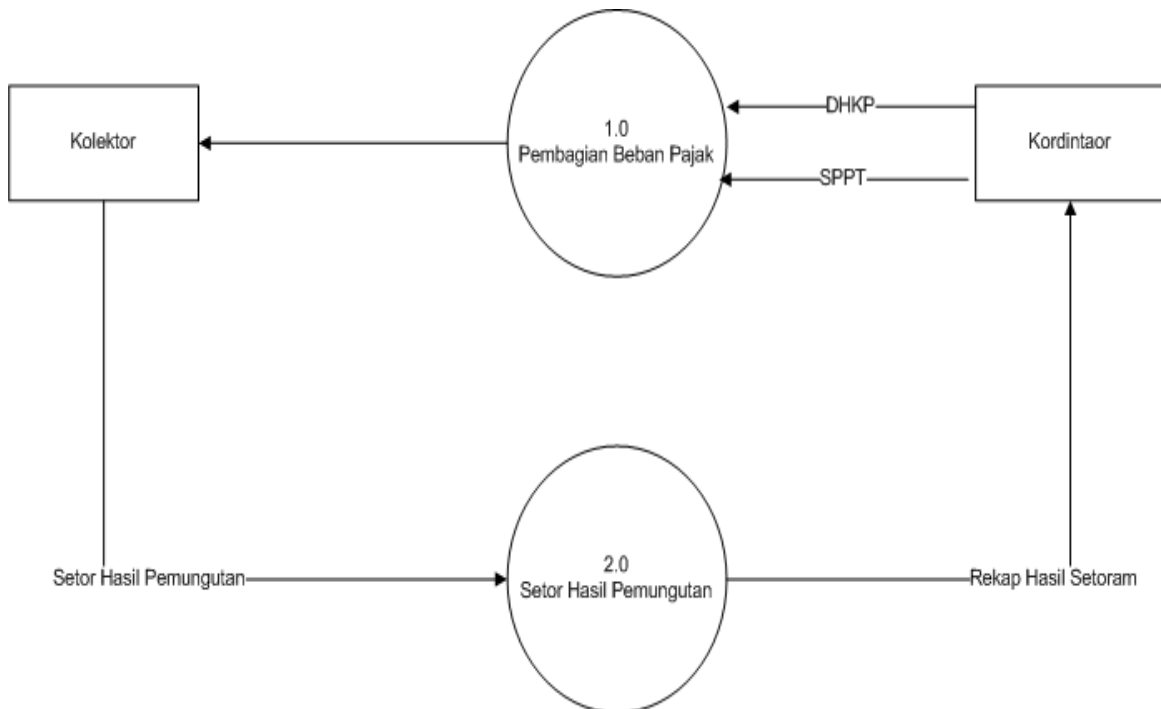 DHKP
1.0
Kolektor
Pembagian Beban Pajak
Kordintaor
SPPT
2.0
Setor Hasil Pemungutan
Setor Hasil Pemungutan
Rekap Hasil Setoram